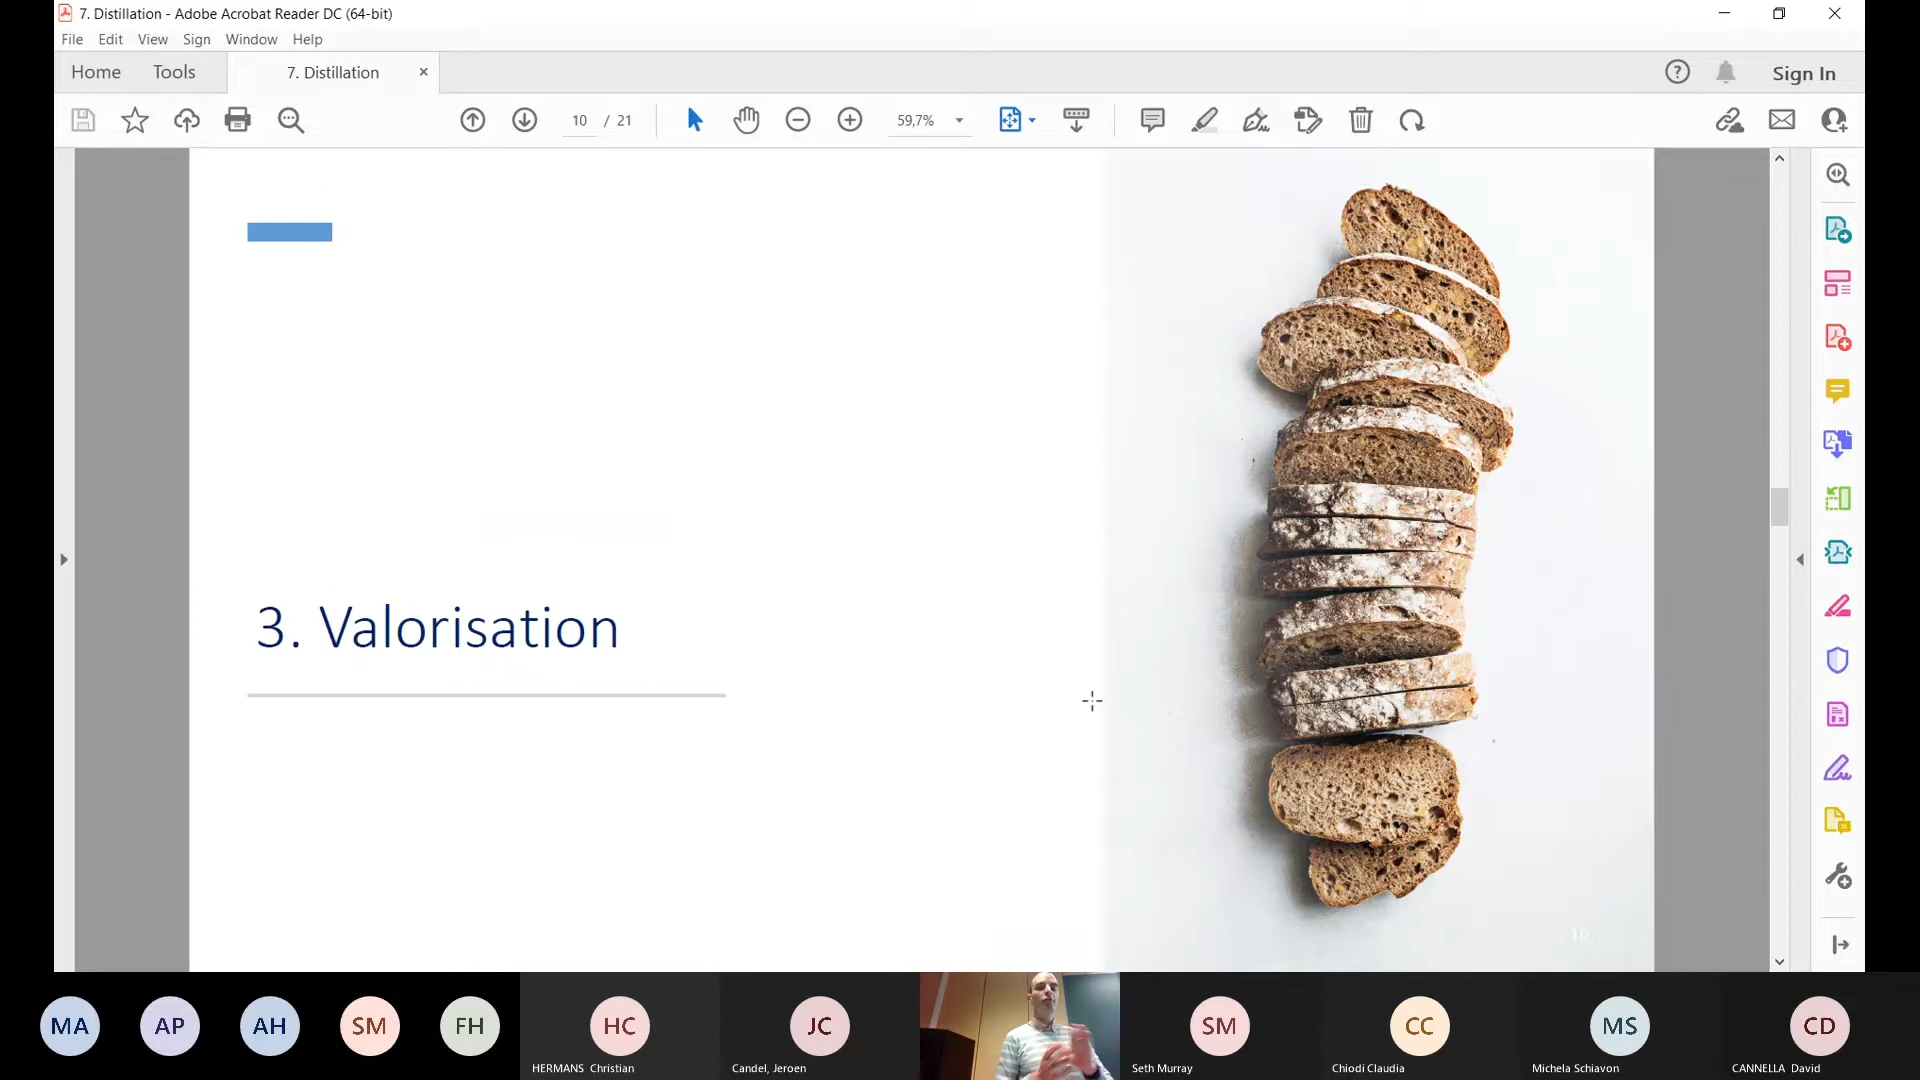 7. Distillation - Adobe Acrobat Reader DC (64-bit)
File Edit View Sign Window Help
Home Tools 7. Distillation Sign In
10 / 21 59,7%
3. Valorisation
10
MA AP AH SM FH HC JC SM CC MS CD
HERMANS Christian Candel, Jeroen Seth Murray Chiodi Claudia Michela Schiavon CANNELLA David